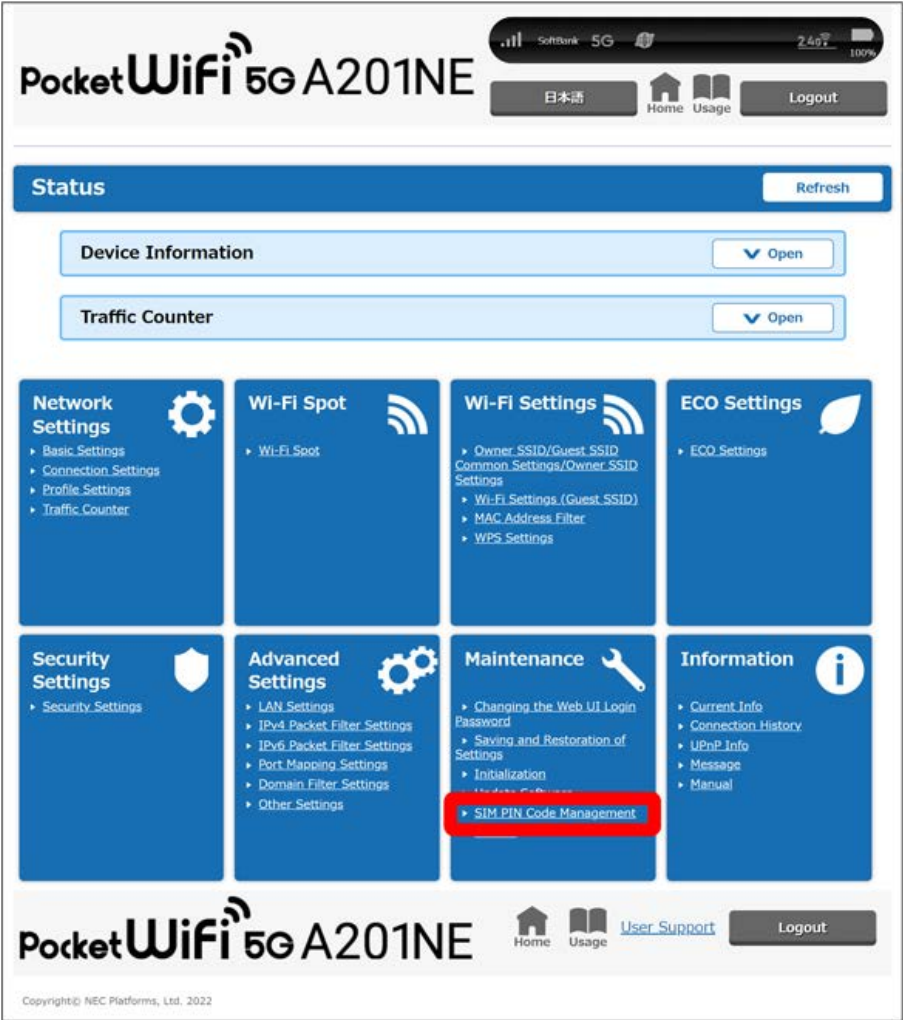 PocketWiFi 5G A201NE
SoftBank 5G 2.4G 100%
日本語 Home Usage Logout
Status Refresh
Device Information Open
Traffic Counter Open
Network
Settings
Basic Settings
Connection Settings
Profile Settings
Traffic Counter
Wi-Fi Spot
Wi-Fi Spot
Wi-Fi Settings
Owner SSID/Guest SSID
Common Settings/Owner SSID
Settings
Wi-Fi Settings (Guest SSID)
MAC Address Filter
WPS Settings
ECO Settings
ECO Settings
Security
Settings
Security Settings
Advanced
Settings
LAN Settings
IPv4 Packet Filter Settings
IPv6 Packet Filter Settings
Port Mapping Settings
Domain Filter Settings
Other Settings
Maintenance
Changing the Web UI Login
Password
Saving and Restoration of
Settings
Initialization
Update Software
SIM PIN Code Management
Information
Current Info
Connection History
UPnP Info
Message
Manual
PocketWiFi 5G A201NE
Home Usage User Support Logout
Copyright© NEC Platforms, Ltd. 2022